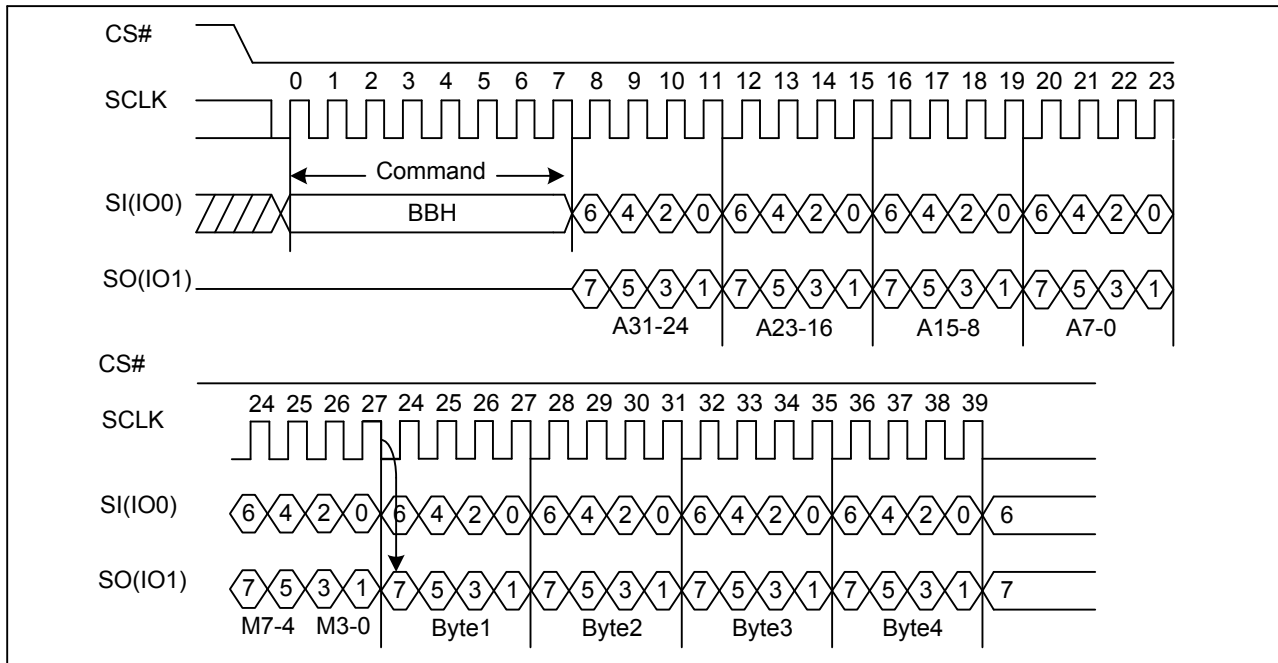 CS#
0 1 2 3 4 5 6 7 8 9 10 11 12 13 14 15 16 17 18 19 20 21 22 23
SCLK
Command
SI(IO0) BBH 6 4 2 0 6 4 2 0 6 4 2 0 6 4 2 0
SO(IO1) 7 5 3 1 7 5 3 1 7 5 3 1 7 5 3 1
A31-24 A23-16 A15-8 A7-0
CS#
24 25 26 27 24 25 26 27 28 29 30 31 32 33 34 35 36 37 38 39
SCLK
SI(IO0) 6 4 2 0 6 4 2 0 6 4 2 0 6 4 2 0 6 4 2 0 6
SO(IO1) 7 5 3 1 7 5 3 1 7 5 3 1 7 5 3 1 7 5 3 1 7
M7-4 M3-0 Byte1 Byte2 Byte3 Byte4